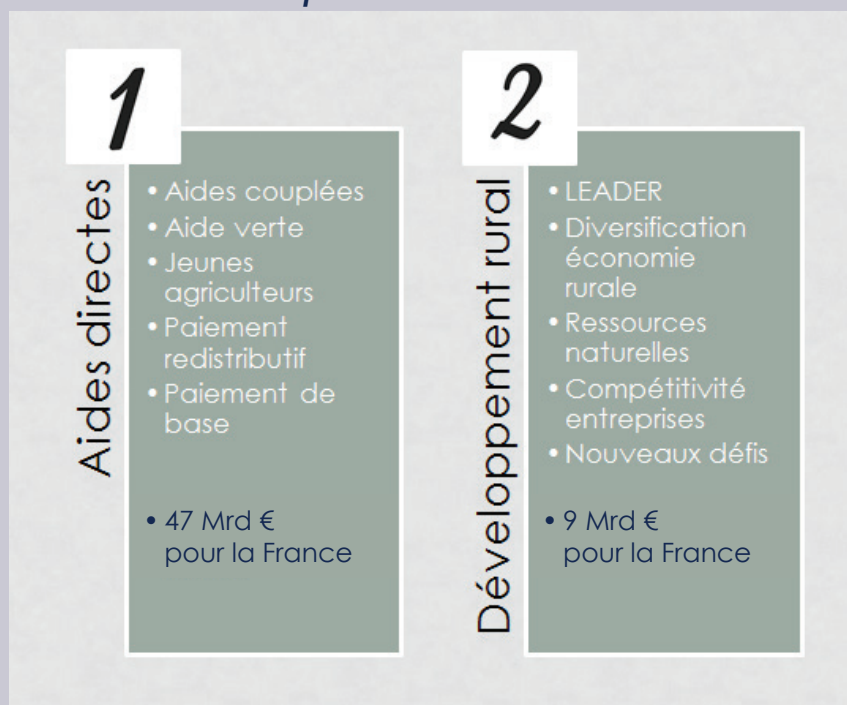 1
Aides directes
• Aides couplées
• Aide verte
• Jeunes
agriculteurs
• Paiement
redistributif
• Paiement de
base
• 47 Mrd €
pour la France
2
Développement rural
• LEADER
• Diversification
économie
rurale
• Ressources
naturelles
• Compétitivité
entreprises
• Nouveaux défis
• 9 Mrd €
pour la France